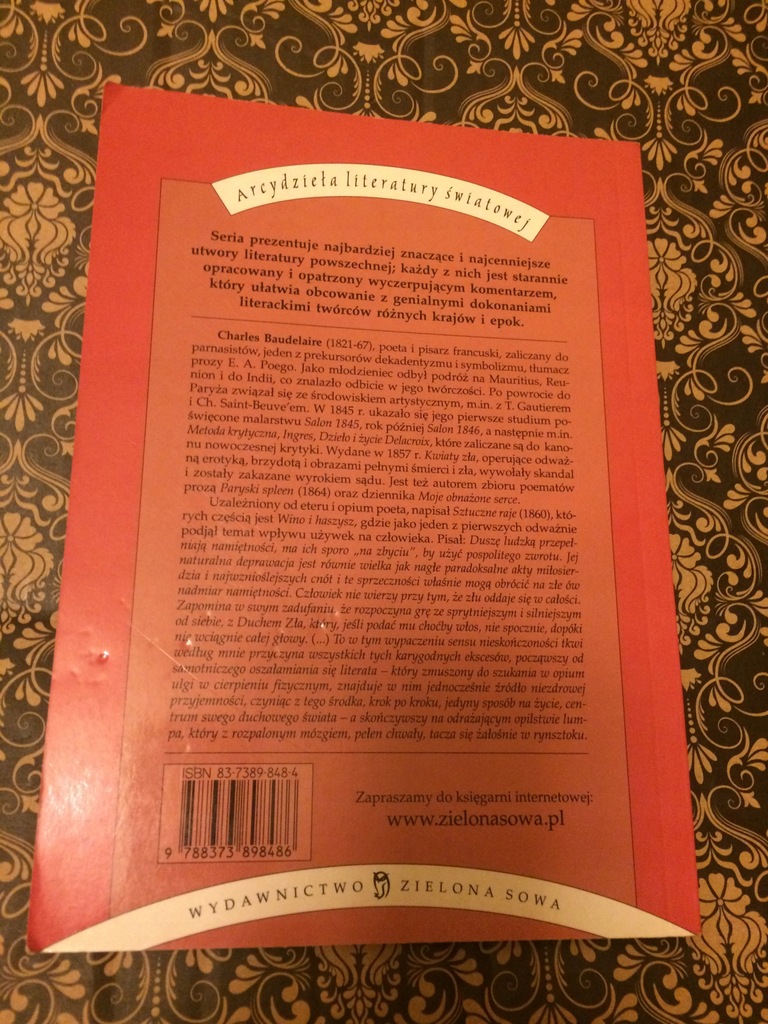 Arcydzieła literatury światowej
Seria prezentuje najbardziej znaczące i najcenniejsze
utwory literatury powszechnej; każdy z nich jest starannie
opracowany i opatrzony wyczerpującym komentarzem,
który ułatwia obcowanie z genialnymi dokonaniami
literackimi twórców różnych krajów i epok.
Charles Baudelaire (1821-67), poeta i pisarz francuski, zaliczany do
parnasistów, jeden z prekursorów dekadentyzmu i symbolizmu, tłumacz
prozy E. A. Poego. Jako młodzieniec odbył podróż na Mauritius, Reu-
nion i do Indii, co znalazło odbicie w jego twórczości. Po powrocie do
Paryża związał się ze środowiskiem artystycznym, m.in. z T. Gautierem
i Ch. Saint-Beuve'em. W 1845 r. ukazało się jego pierwsze studium po-
święcone malarstwu Salon 1845, rok później Salon 1846, a następnie m.in.
Metoda krytyczna, Ingres, Dzieło i życie Delacroix, które zaliczane są do kano-
nu nowoczesnej krytyki. Wydane w 1857 r. Kwiaty zła, operujące odważ-
ną erotyką, brzydotą i obrazami pełnymi śmierci i zła, wywołały skandal
i zostały zakazane wyrokiem sądu. Jest też autorem zbioru poematów
prozą Paryski spleen (1864) oraz dziennika Moje obnażone serce.
Uzależniony od eteru i opium poeta, napisał Sztuczne raje (1860), któ-
rych częścią jest Wino i haszysz, gdzie jako jeden z pierwszych odważnie
podjął temat wpływu używek na człowieka. Pisał: Duszę ludzką przepeł-
niają namiętności, ma ich sporo „na zbyciu", by użyć pospolitego zwrotu. Jej
naturalna deprawacja jest równie wielka jak nagłe paradoksalne akty miłosier-
dzia i najwznioślejszych cnót i te sprzeczności właśnie mogą obrócić na złe ów
nadmiar namiętności. Człowiek nie wierzy przy tym, że złu oddaje się w całości.
Zapomina w swym zadufaniu, że rozpoczyna grę ze sprytniejszym i silniejszym
od siebie, z Duchem Zła, który, jeśli podać mu choćby włos, nie spocznie, dopóki
nie wciągnie całej głowy. (...) To w tym wypaczeniu sensu nieskończoności tkwi
według mnie przyczyna wszystkich tych karygodnych ekscesów, począwszy od
samotniczego oszałamiania się literata – który zmuszony do szukania w opium
ulgi w cierpieniu fizycznym, znajduje w nim jednocześnie źródło niezdrowej
przyjemności, czyniąc z tego środka, krok po kroku, jedyny sposób na życie, cen-
trum swego duchowego świata – a skończywszy na odrażającym opilstwie lum-
pa, który z rozpalonym mózgiem, pełen chwały, tacza się żałośnie w rynsztoku.
ISBN 83-7389-848-4
9 788373 898486
Zapraszamy do księgarni internetowej:
www.zielonasowa.pl
WYDAWNICTWO ZIELONA SOWA